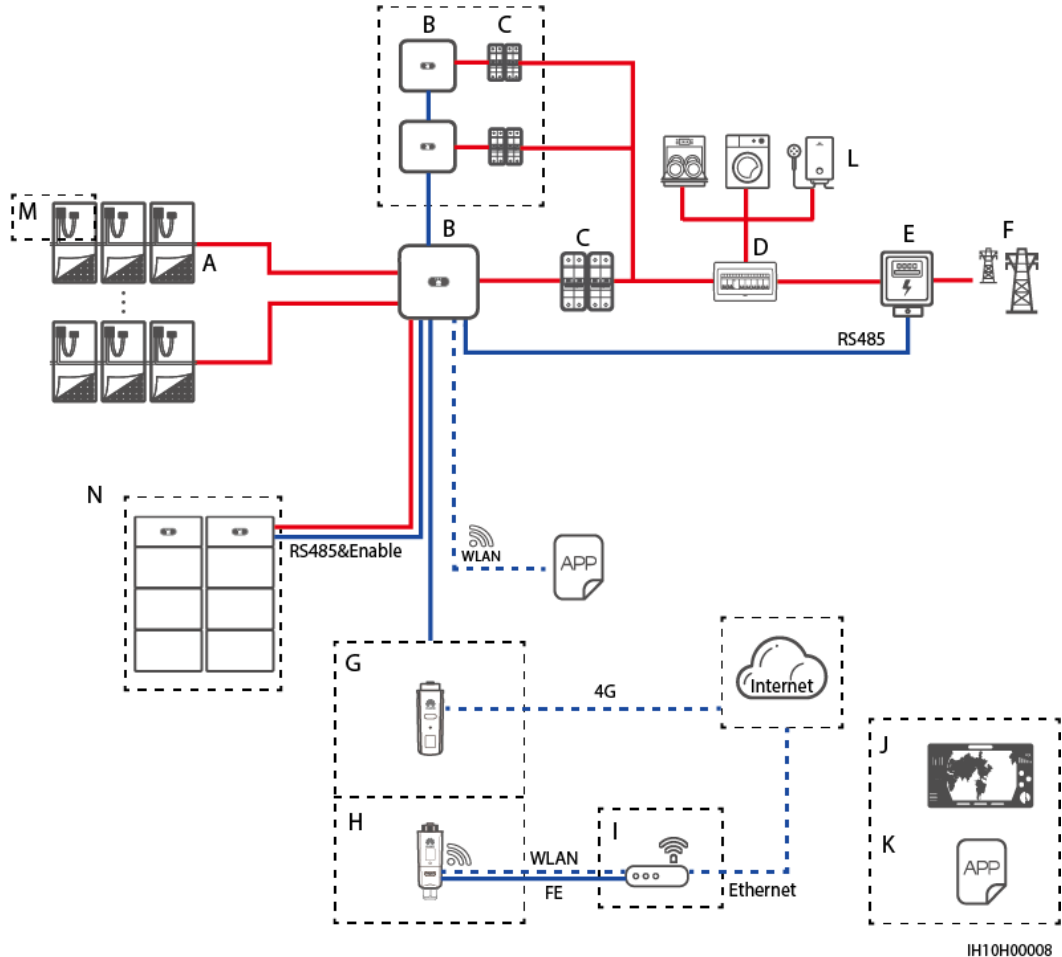 B
C
L
M
A
B
C
D
E
F
RS485
N
RS485&Enable
WLAN
APP
G
4G
Internet
J
H
WLAN
FE
I
Ethernet
K
APP
IH10H00008